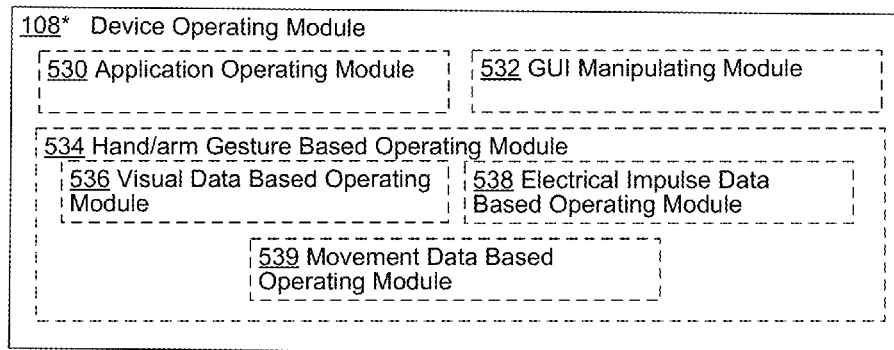 108* Device Operating Module
530 Application Operating Module
532 GUI Manipulating Module
534 Hand/arm Gesture Based Operating Module
536 Visual Data Based Operating
Module
538 Electrical Impulse Data
Based Operating Module
539 Movement Data Based
Operating Module